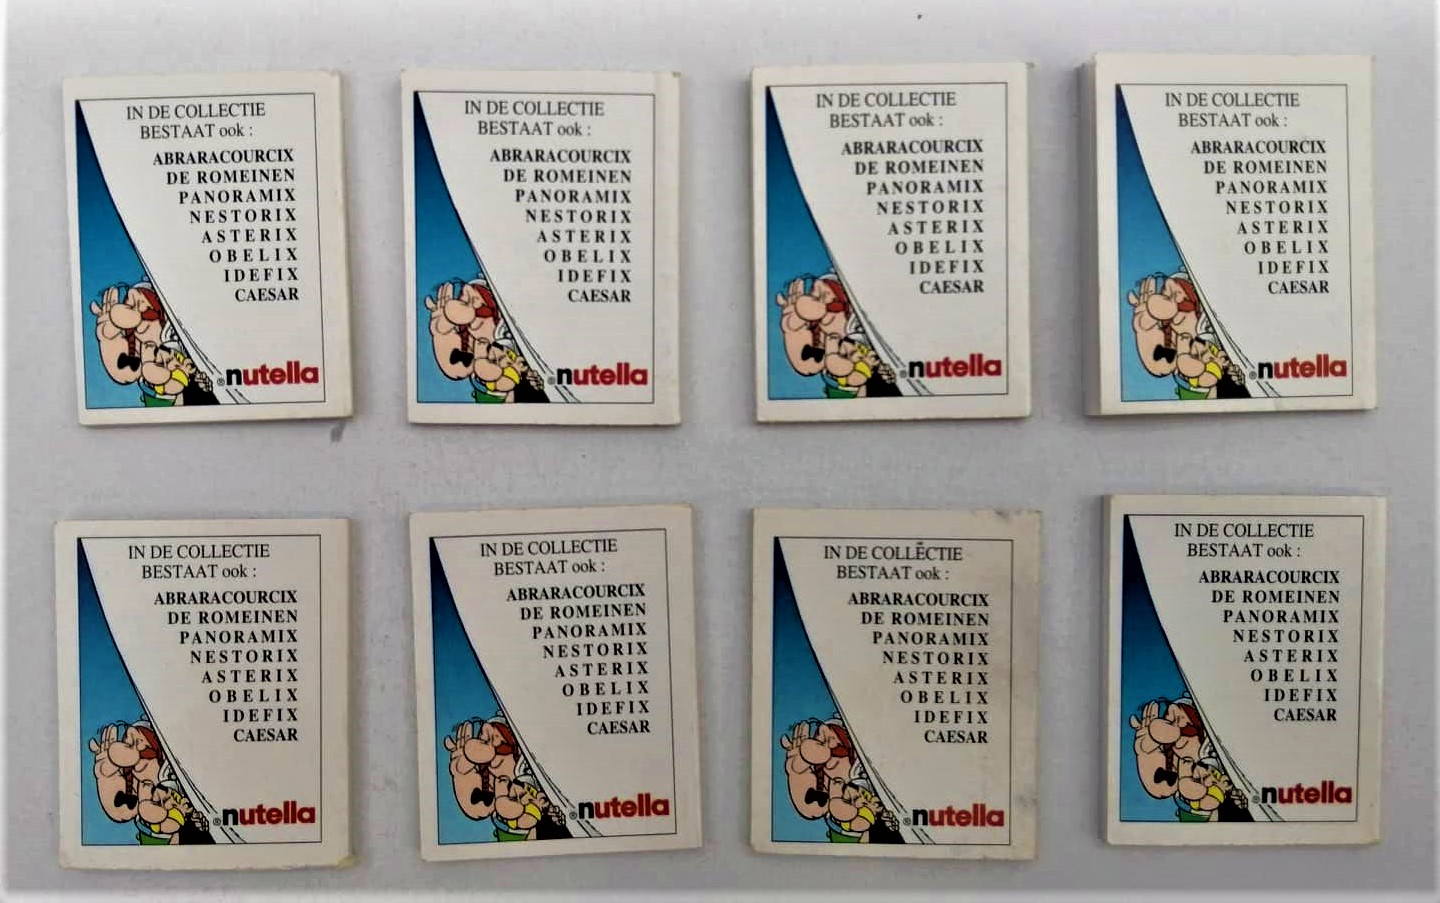 IN DE COLLECTIE
BESTAAT ook :
ABRARACOURCIX
DE ROMEINEN
PANORAMIX
NESTORIX
ASTERIX
OBELIX
IDEFIX
CAESAR
®nutella
IN DE COLLECTIE
BESTAAT ook :
ABRARACOURCIX
DE ROMEINEN
PANORAMIX
NESTORIX
ASTERIX
OBELIX
IDEFIX
CAESAR
®nutella
IN DE COLLECTIE
BESTAAT ook :
ABRARACOURCIX
DE ROMEINEN
PANORAMIX
NESTORIX
ASTERIX
OBELIX
IDEFIX
CAESAR
®nutella
IN DE COLLECTIE
BESTAAT ook :
ABRARACOURCIX
DE ROMEINEN
PANORAMIX
NESTORIX
ASTERIX
OBELIX
IDEFIX
CAESAR
®nutella
IN DE COLLECTIE
BESTAAT ook :
ABRARACOURCIX
DE ROMEINEN
PANORAMIX
NESTORIX
ASTERIX
OBELIX
IDEFIX
CAESAR
®nutella
IN DE COLLECTIE
BESTAAT ook :
ABRARACOURCIX
DE ROMEINEN
PANORAMIX
NESTORIX
ASTERIX
OBELIX
IDEFIX
CAESAR
®nutella
IN DE COLLECTIE
BESTAAT ook :
ABRARACOURCIX
DE ROMEINEN
PANORAMIX
NESTORIX
ASTERIX
OBELIX
IDEFIX
CAESAR
®nutella
IN DE COLLECTIE
BESTAAT ook :
ABRARACOURCIX
DE ROMEINEN
PANORAMIX
NESTORIX
ASTERIX
OBELIX
IDEFIX
CAESAR
®nutella